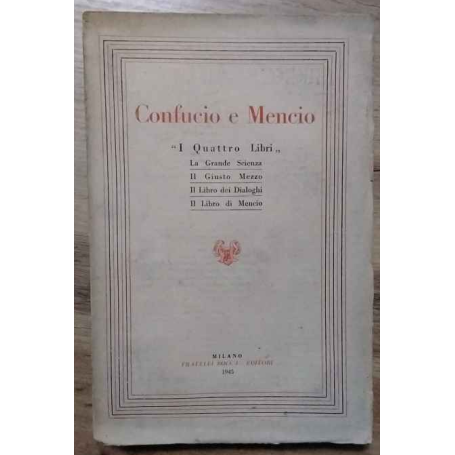 Confucio e Mencio
"I Quattro Libri„
La Grande Scienza
Il Giusto Mezzo
Il Libro dei Dialoghi
Il Libro di Mencio
MILANO
FRATELLI BOCCA - EDITORI
1945